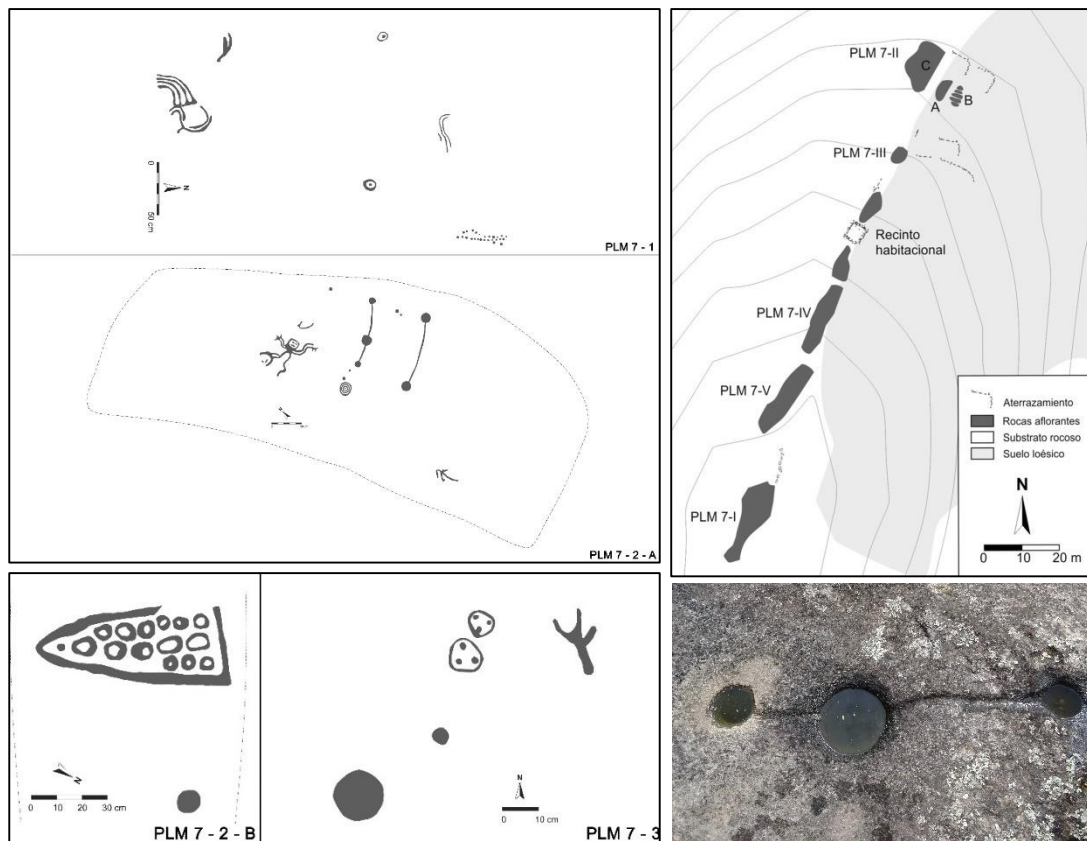 0
50 cm
N
PLM 7 - 1
PLM 7 - 2 - A
N
0 10 20 30 cm
PLM 7 - 2 - B
N
0 10 cm
PLM 7 - 3
PLM 7-II
C
A
B
PLM 7-III
Recinto
habitacional
PLM 7-IV
PLM 7-V
PLM 7-I
Aterrazamiento
Rocas aflorantes
Substrato rocoso
Suelo loésico
N
0 10 20 m